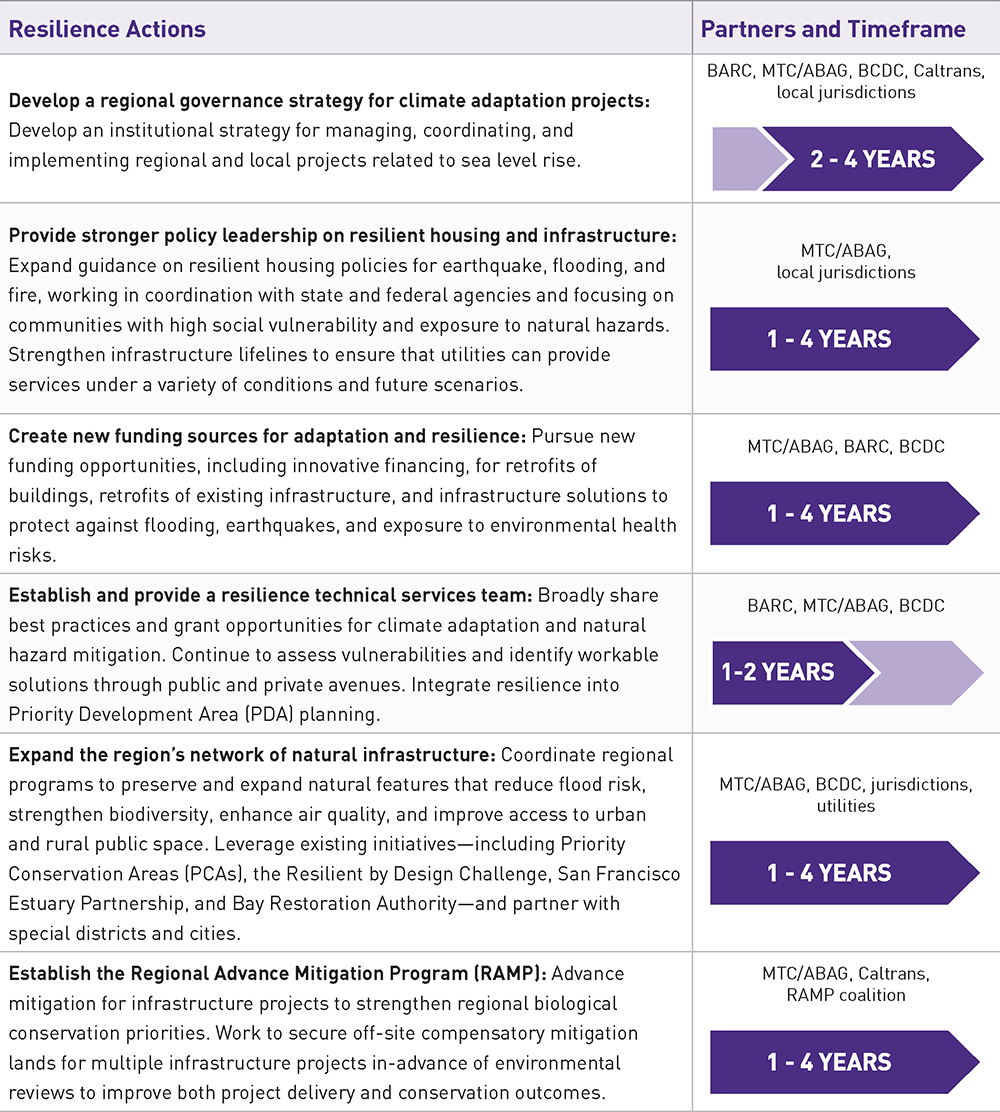 Resilience Actions
Partners and Timeframe
Develop a regional governance strategy for climate adaptation projects:
Develop an institutional strategy for managing, coordinating, and
implementing regional and local projects related to sea level rise.
BARC, MTC/ABAG, BCDC, Caltrans,
local jurisdictions
2 - 4 YEARS
Provide stronger policy leadership on resilient housing and infrastructure:
Expand guidance on resilient housing policies for earthquake, flooding, and
fire, working in coordination with state and federal agencies and focusing on
communities with high social vulnerability and exposure to natural hazards.
Strengthen infrastructure lifelines to ensure that utilities can provide
services under a variety of conditions and future scenarios.
MTC/ABAG,
local jurisdictions
1 - 4 YEARS
Create new funding sources for adaptation and resilience: Pursue new
funding opportunities, including innovative financing, for retrofits of
buildings, retrofits of existing infrastructure, and infrastructure solutions to
protect against flooding, earthquakes, and exposure to environmental health
risks.
MTC/ABAG, BARC, BCDC
1 - 4 YEARS
Establish and provide a resilience technical services team: Broadly share
best practices and grant opportunities for climate adaptation and natural
hazard mitigation. Continue to assess vulnerabilities and identify workable
solutions through public and private avenues. Integrate resilience into
Priority Development Area (PDA) planning.
BARC, MTC/ABAG, BCDC
1-2 YEARS
Expand the region’s network of natural infrastructure: Coordinate regional
programs to preserve and expand natural features that reduce flood risk,
strengthen biodiversity, enhance air quality, and improve access to urban
and rural public space. Leverage existing initiatives—including Priority
Conservation Areas (PCAs), the Resilient by Design Challenge, San Francisco
Estuary Partnership, and Bay Restoration Authority—and partner with
special districts and cities.
MTC/ABAG, BCDC, jurisdictions,
utilities
1 - 4 YEARS
Establish the Regional Advance Mitigation Program (RAMP): Advance
mitigation for infrastructure projects to strengthen regional biological
conservation priorities. Work to secure off-site compensatory mitigation
lands for multiple infrastructure projects in-advance of environmental
reviews to improve both project delivery and conservation outcomes.
MTC/ABAG, Caltrans,
RAMP coalition
1 - 4 YEARS